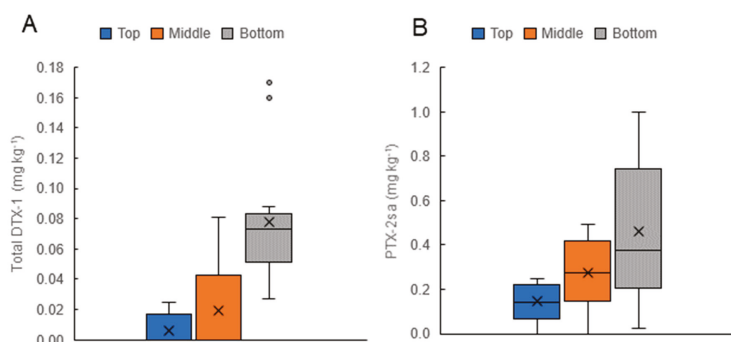 A
Top Middle Bottom
Total DTX-1 (mg kg⁻¹)
0.18
0.16
0.14
0.12
0.10
0.08
0.06
0.04
0.02
0.00
B
Top Middle Bottom
PTX-2sa (mg kg⁻¹)
1.2
1.0
0.8
0.6
0.4
0.2
0.0